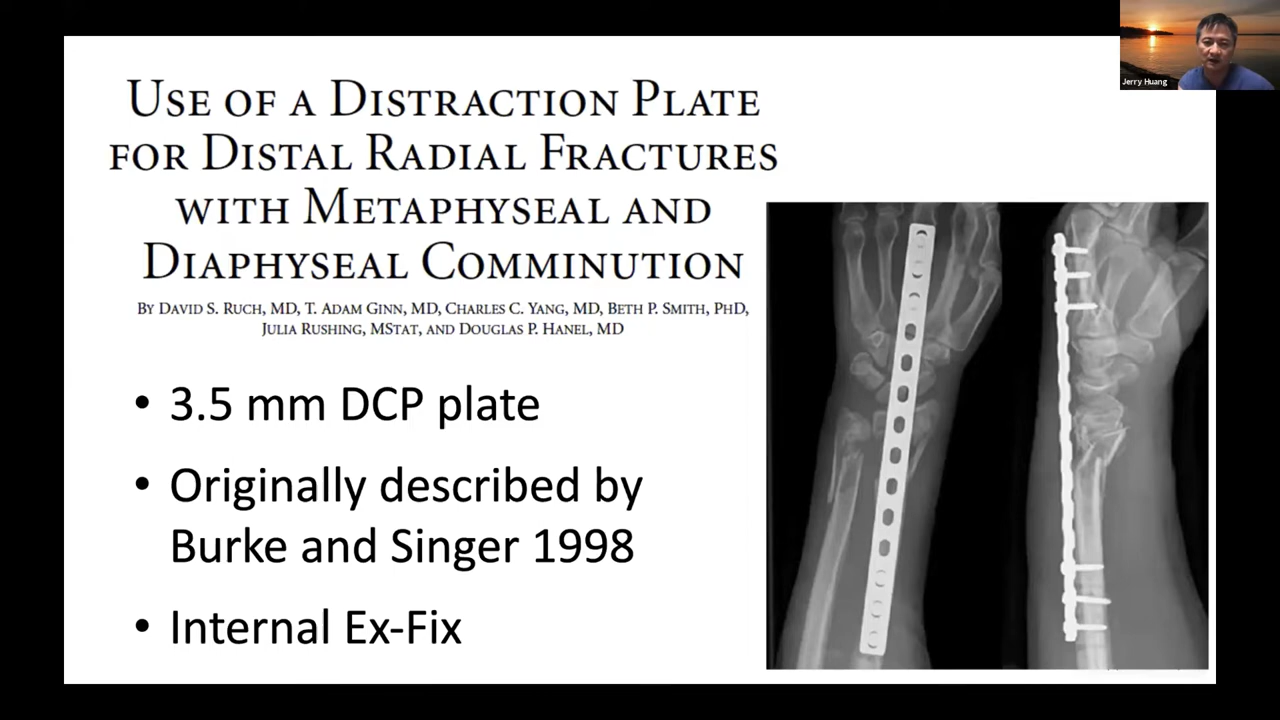 Jerry Huang
USE OF A DISTRACTION PLATE
FOR DISTAL RADIAL FRACTURES
WITH METAPHYSEAL AND
DIAPHYSEAL COMMINUTION
BY DAVID S. RUCH, MD, T. ADAM GINN, MD, CHARLES C. YANG, MD, BETH P. SMITH, PHD,
JULIA RUSHING, MSTAT, AND DOUGLAS P. HANEL, MD
• 3.5 mm DCP plate
• Originally described by
Burke and Singer 1998
• Internal Ex-Fix